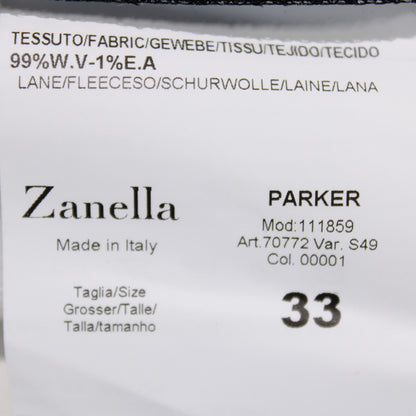 TESSUTO/FABRIC/GEWEBE/TISSU/TEJIDO/TECIDO
99%W.V-1%E.A
LANE/FLEECESO/SCHURWOLLE/LAINE/LANA
Zanella
Made in Italy
PARKER
Mod:111859
Art.70772 Var. S49
Col. 00001
Taglia/Size
Grosser/Talle/
Talla/tamanho
33